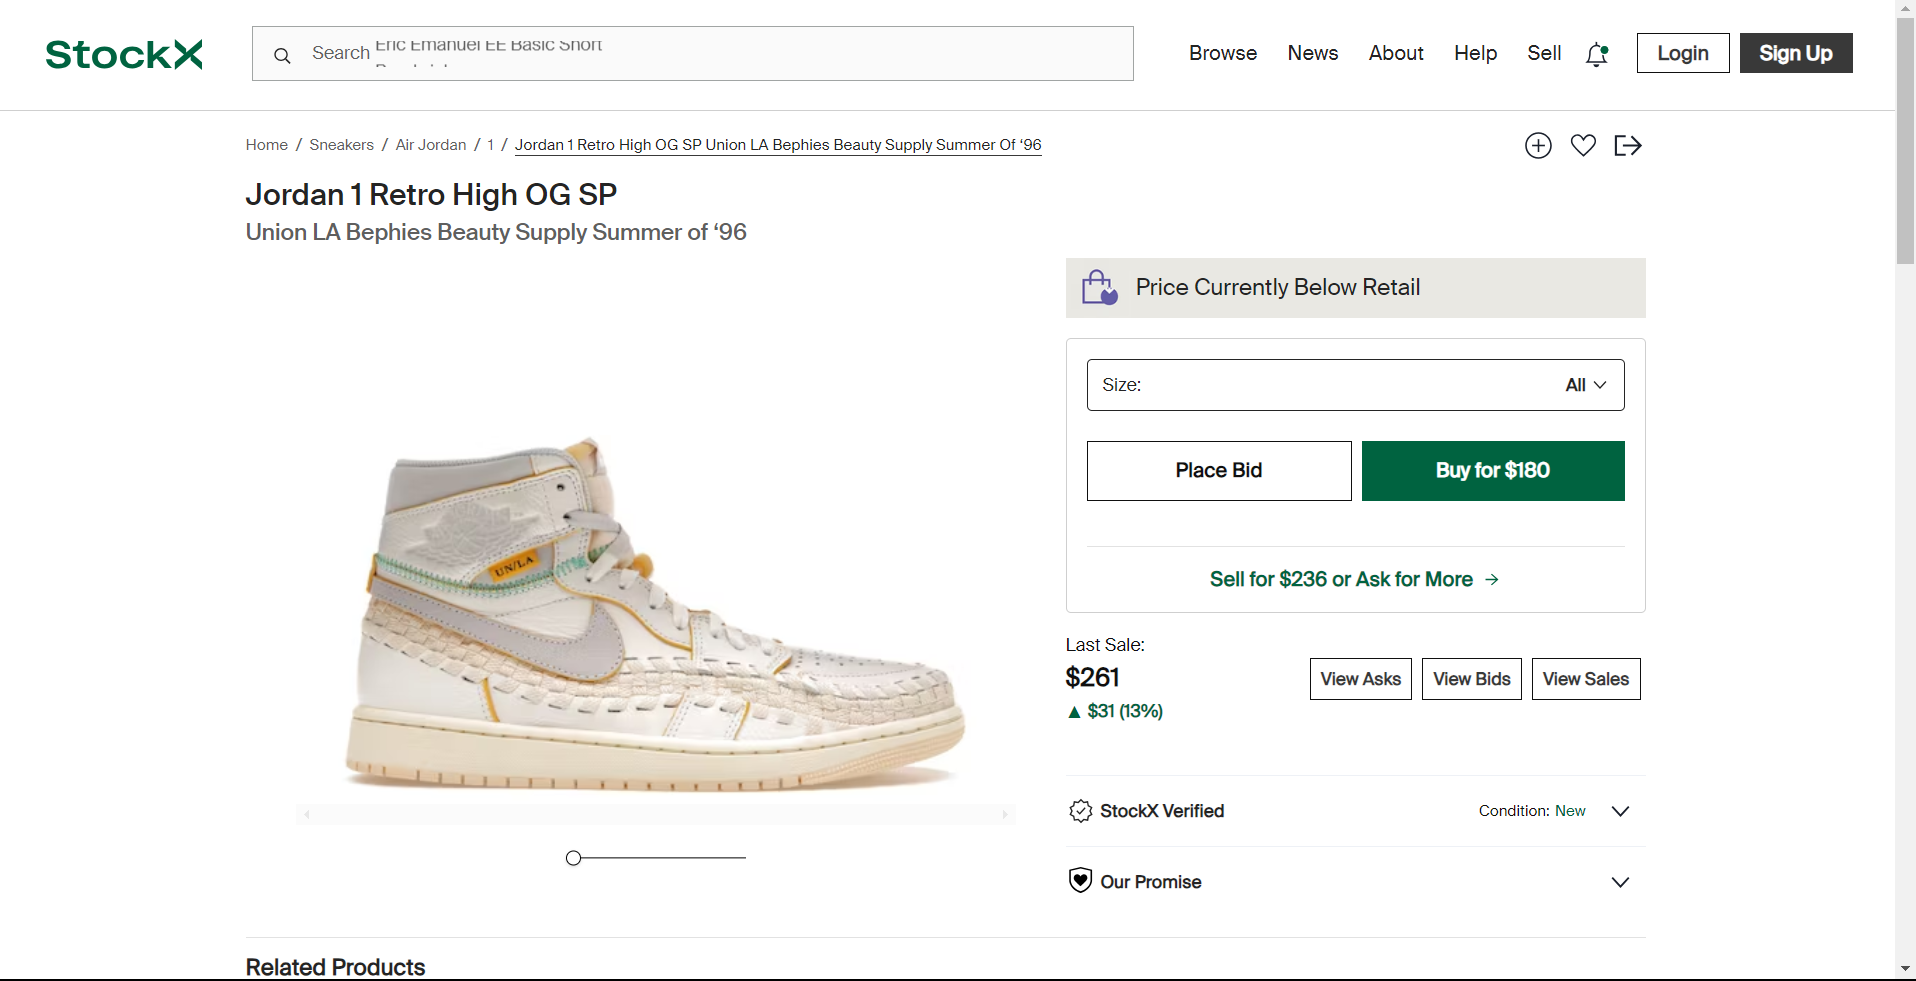 StockX
Search Eric Emanuel EE Basic Short
Browse News About Help Sell Login Sign Up
Home / Sneakers / Air Jordan / 1 / Jordan 1 Retro High OG SP Union LA Bephies Beauty Supply Summer Of ‘96
Jordan 1 Retro High OG SP
Union LA Bephies Beauty Supply Summer of ‘96
UN/LA
Price Currently Below Retail
Size: All
Place Bid Buy for $180
Sell for $236 or Ask for More →
Last Sale:
$261
▲ $31 (13%)
View Asks View Bids View Sales
StockX Verified Condition: New
Our Promise
Related Products